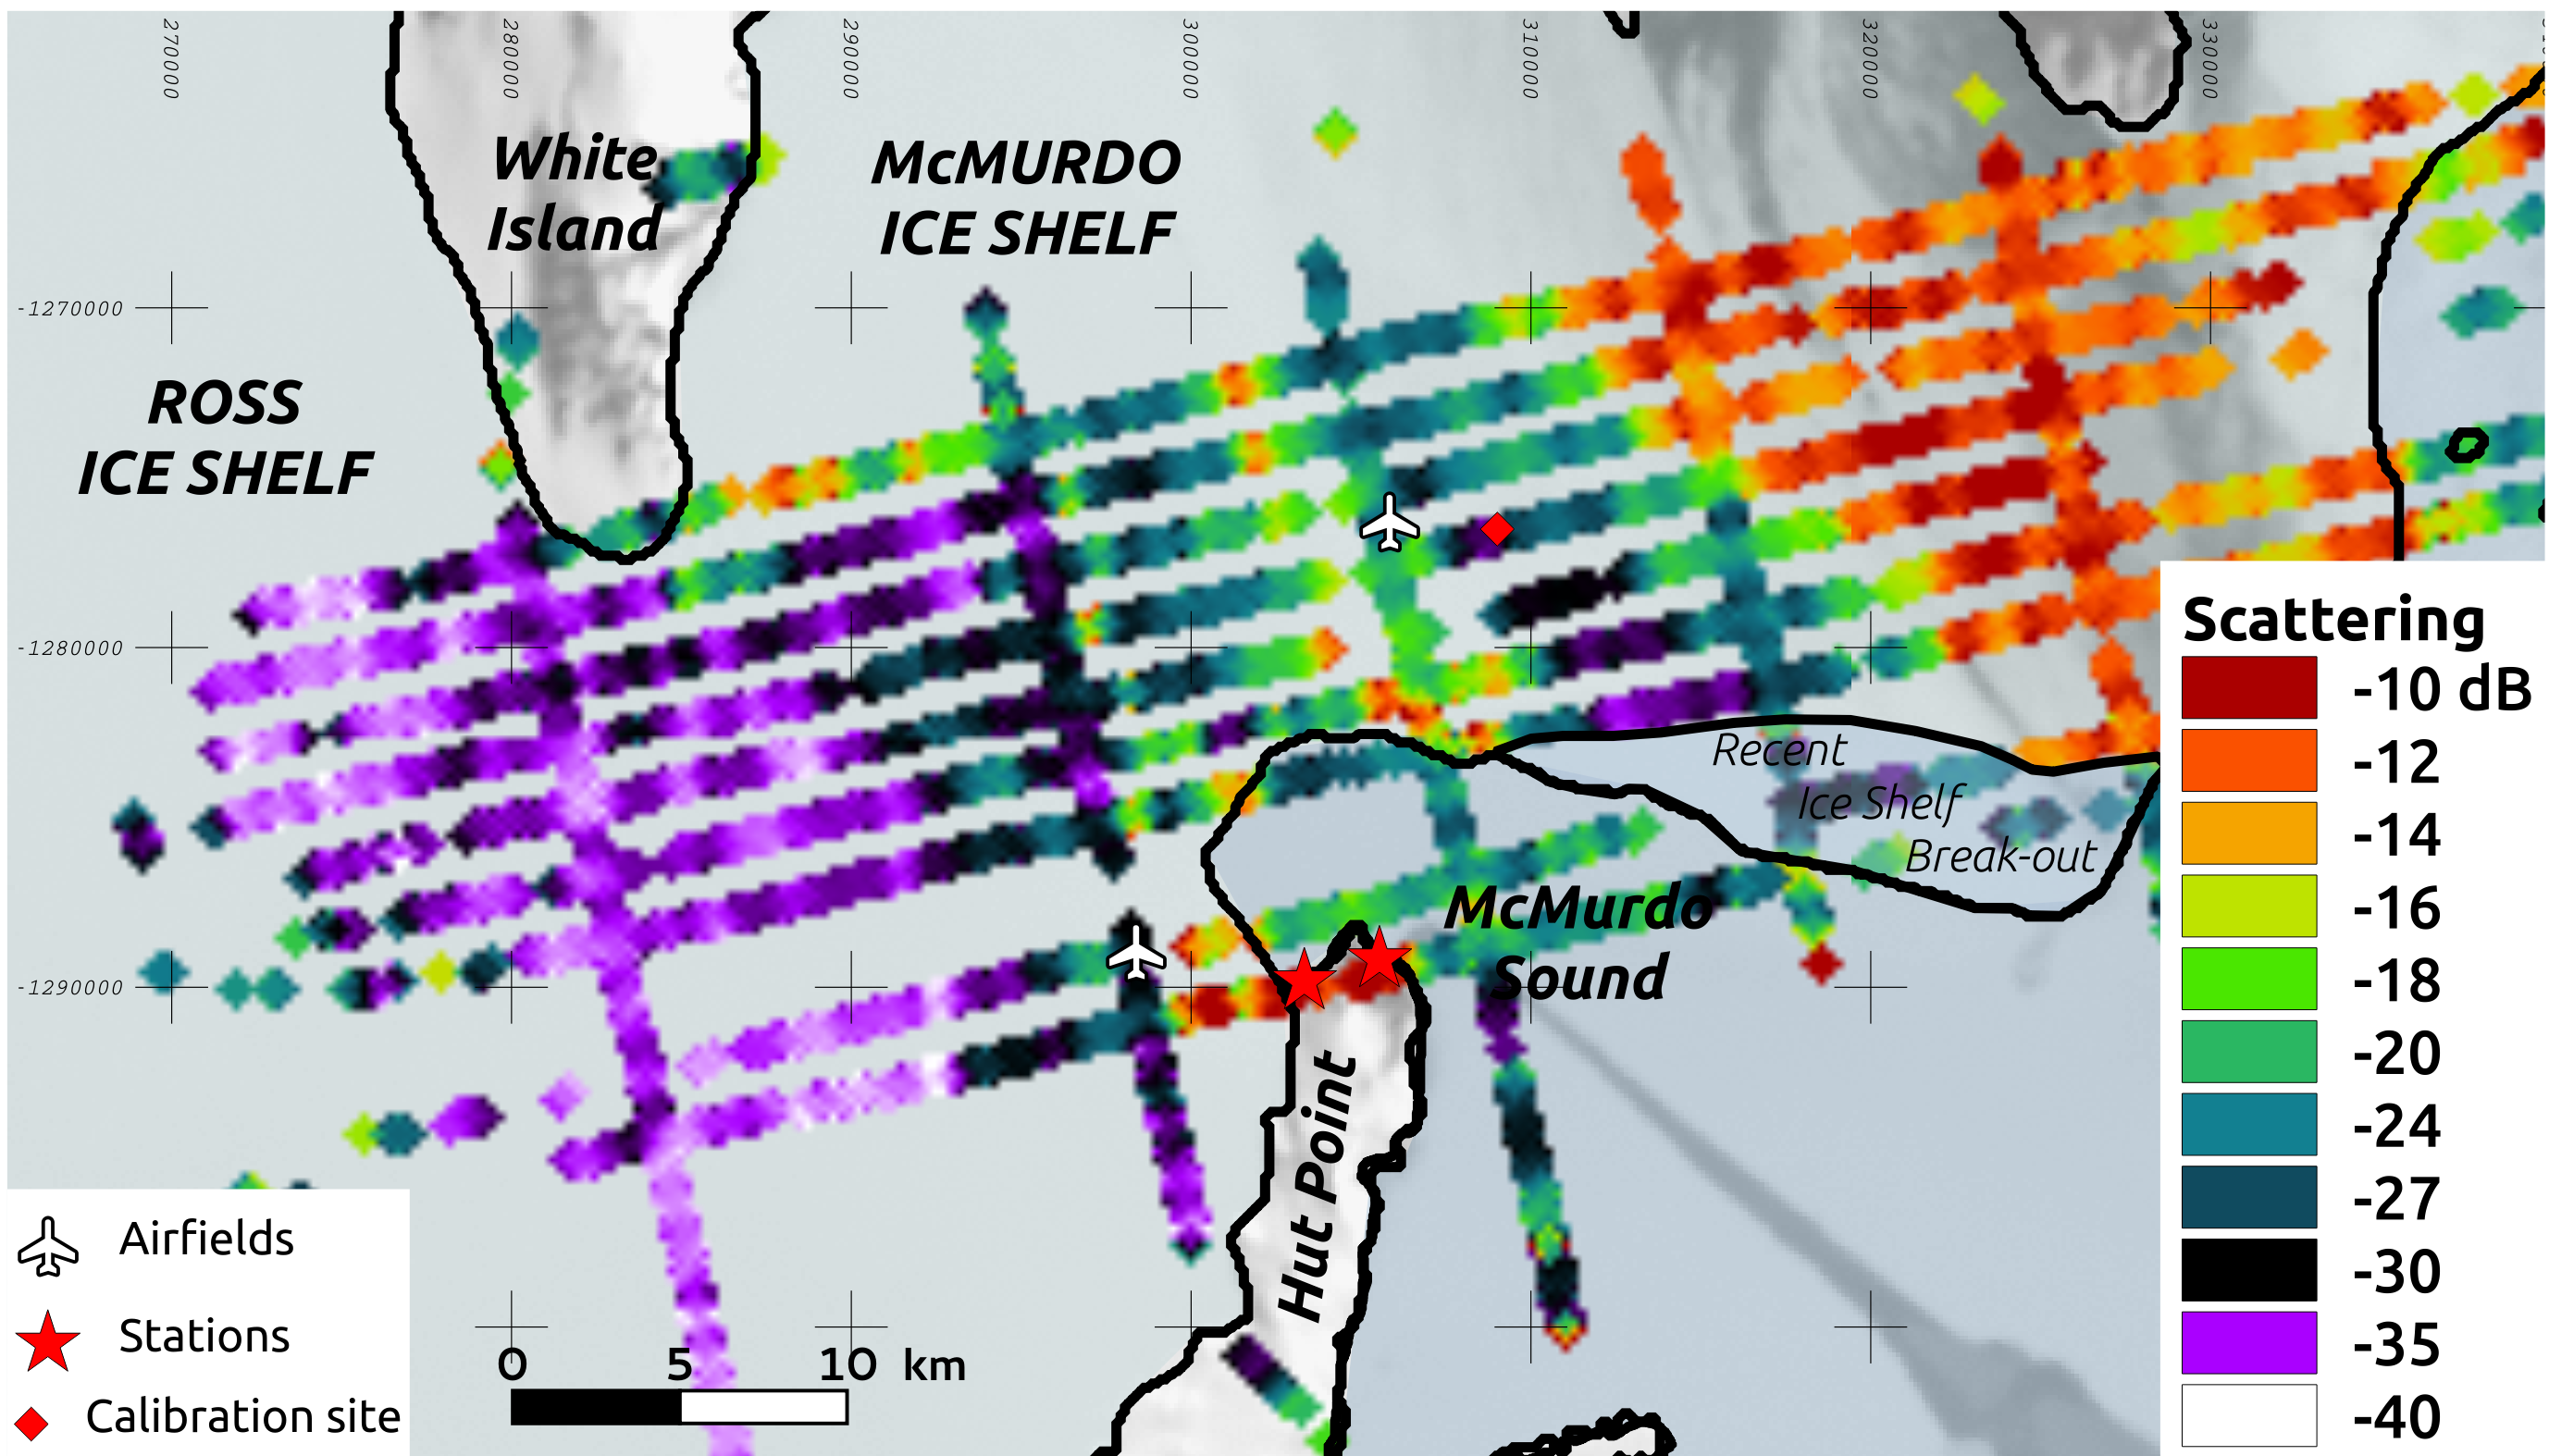 270000
280000
290000
300000
310000
320000
330000
White
Island
McMURDO
ICE SHELF
-1270000
ROSS
ICE SHELF
-1280000
-1290000
Recent
Ice Shelf
Break-out
McMurdo
Sound
Hut Point
Scattering
-10 dB
-12
-14
-16
-18
-20
-24
-27
-30
-35
-40
Airfields
Stations
Calibration site
0 5 10 km